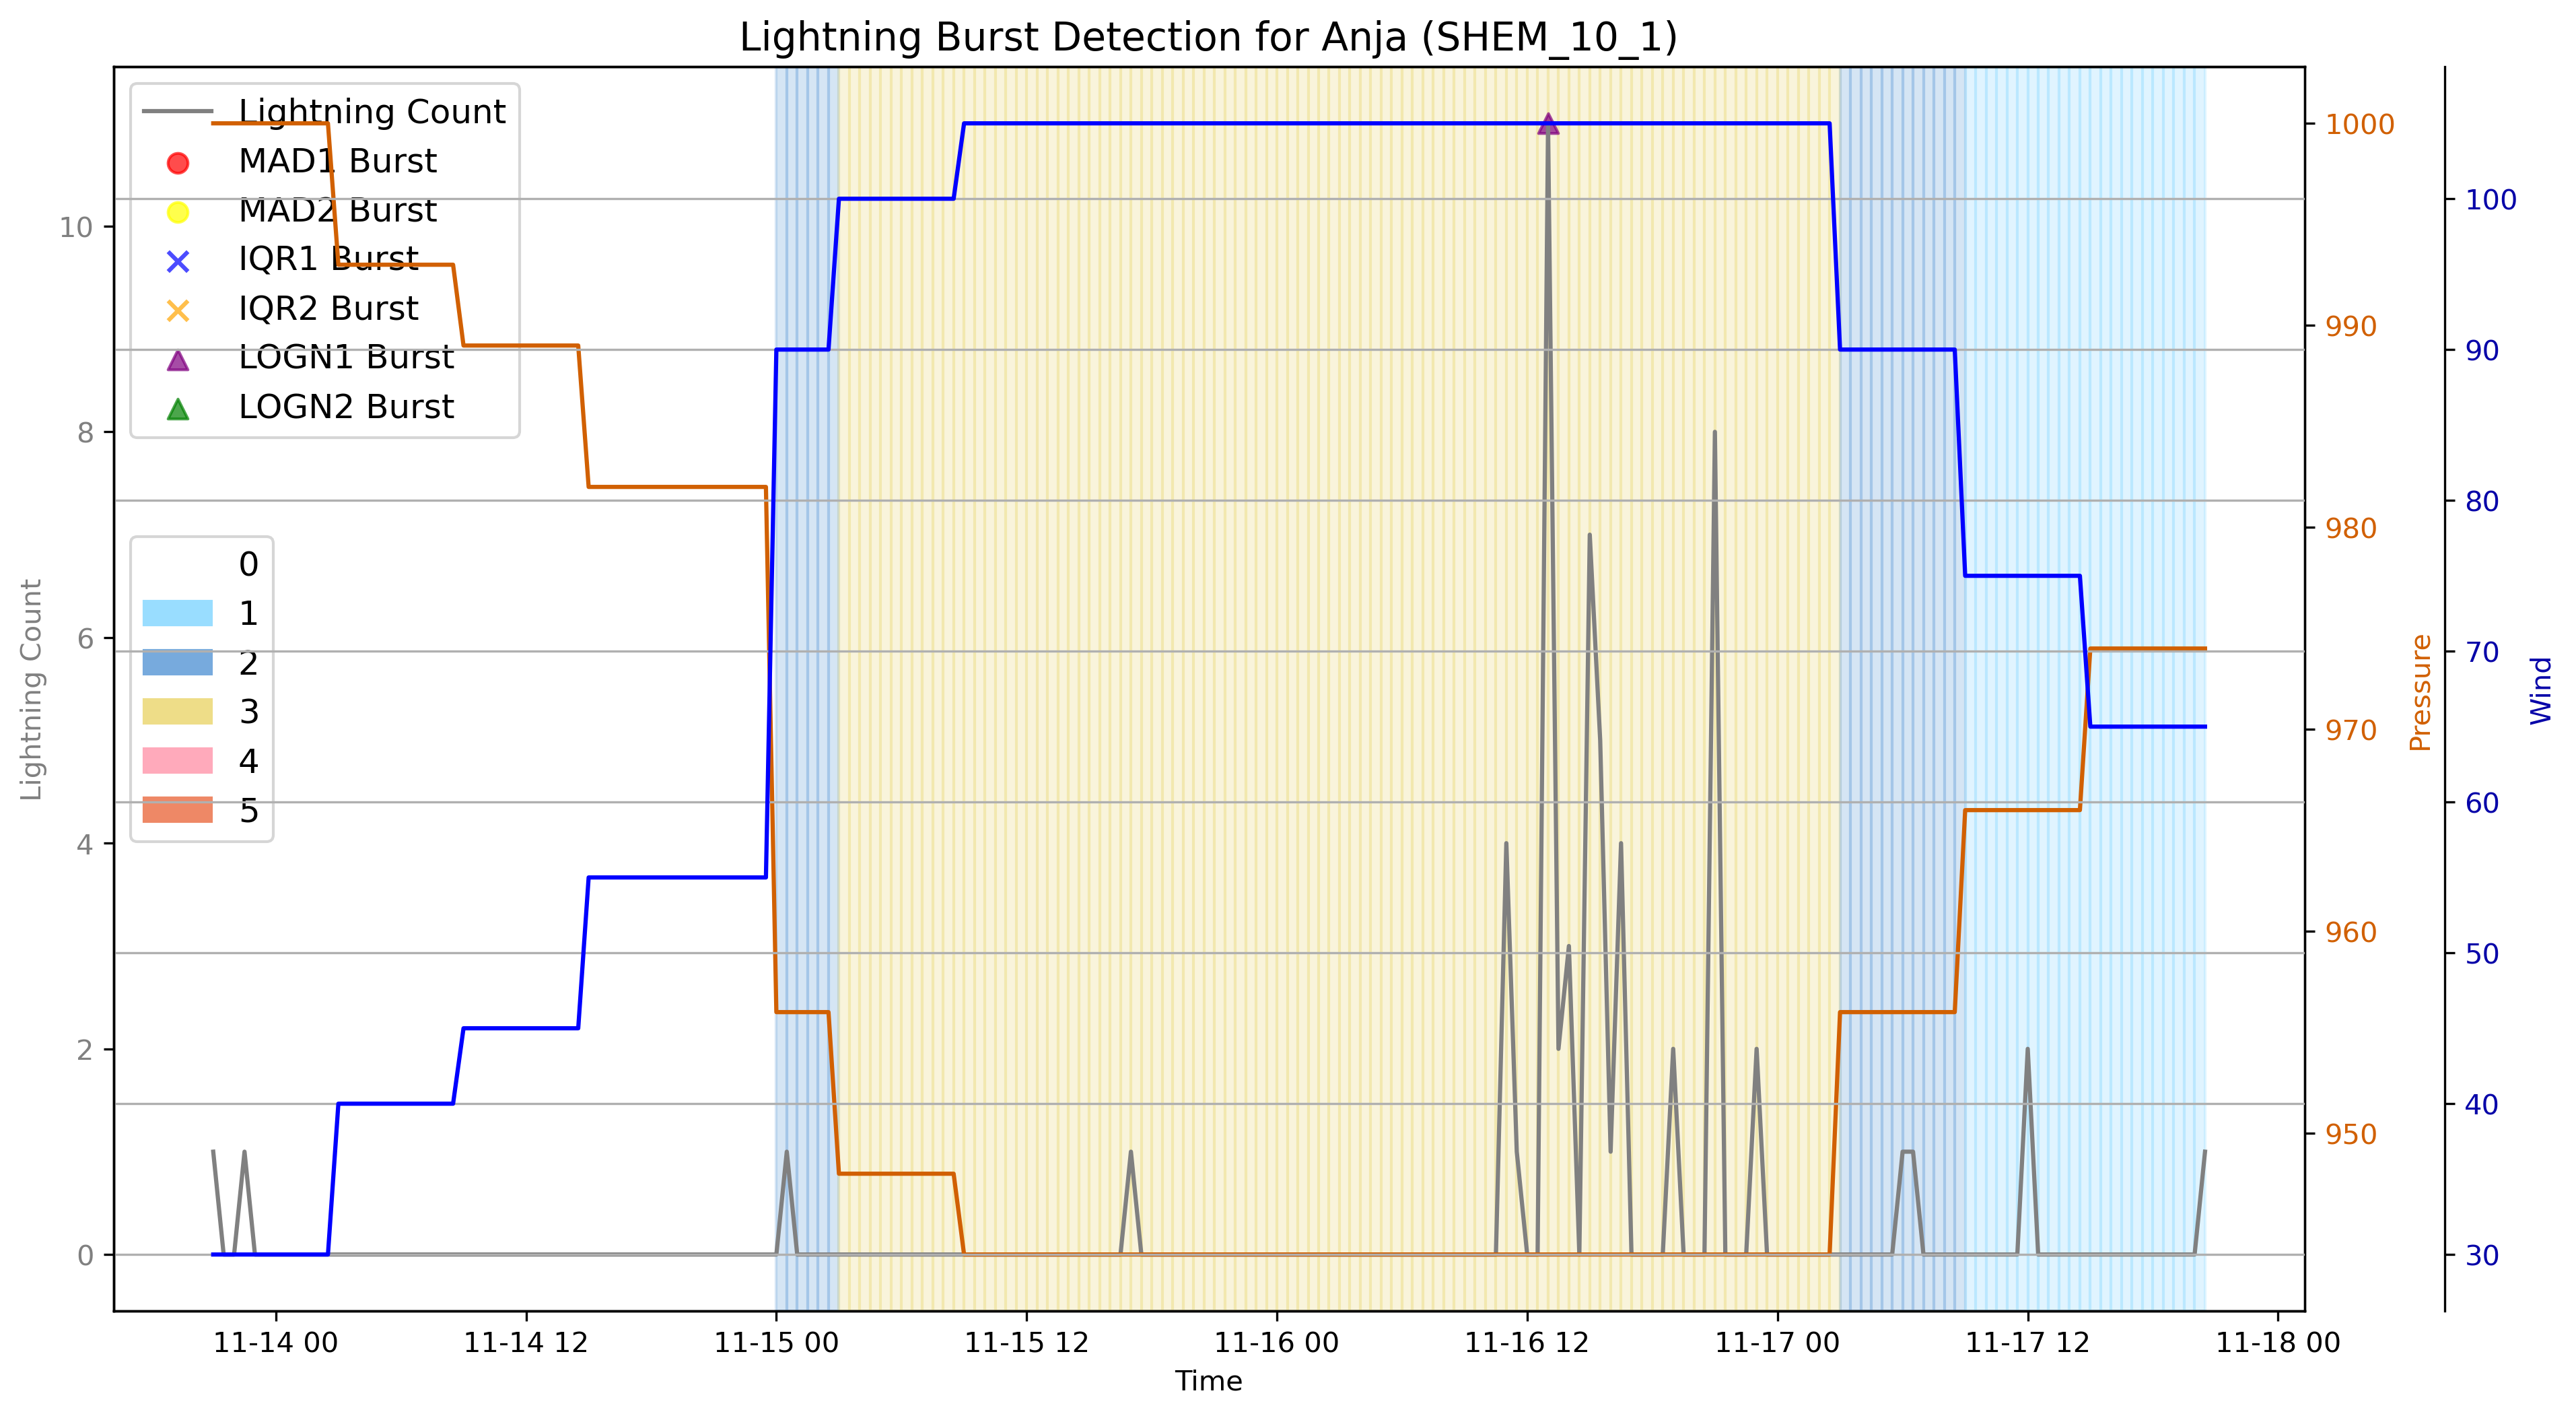 Lightning Burst Detection for Anja (SHEM_10_1)
Lightning Count
MAD1 Burst
MAD2 Burst
IQR1 Burst
IQR2 Burst
LOGN1 Burst
LOGN2 Burst
0
1
2
3
4
5
Lightning Count
10
8
6
4
2
0
1000
990
980
970
960
950
Pressure
100
90
80
70
60
50
40
30
Wind
11-14 00
11-14 12
11-15 00
11-15 12
11-16 00
11-16 12
11-17 00
11-17 12
11-18 00
Time